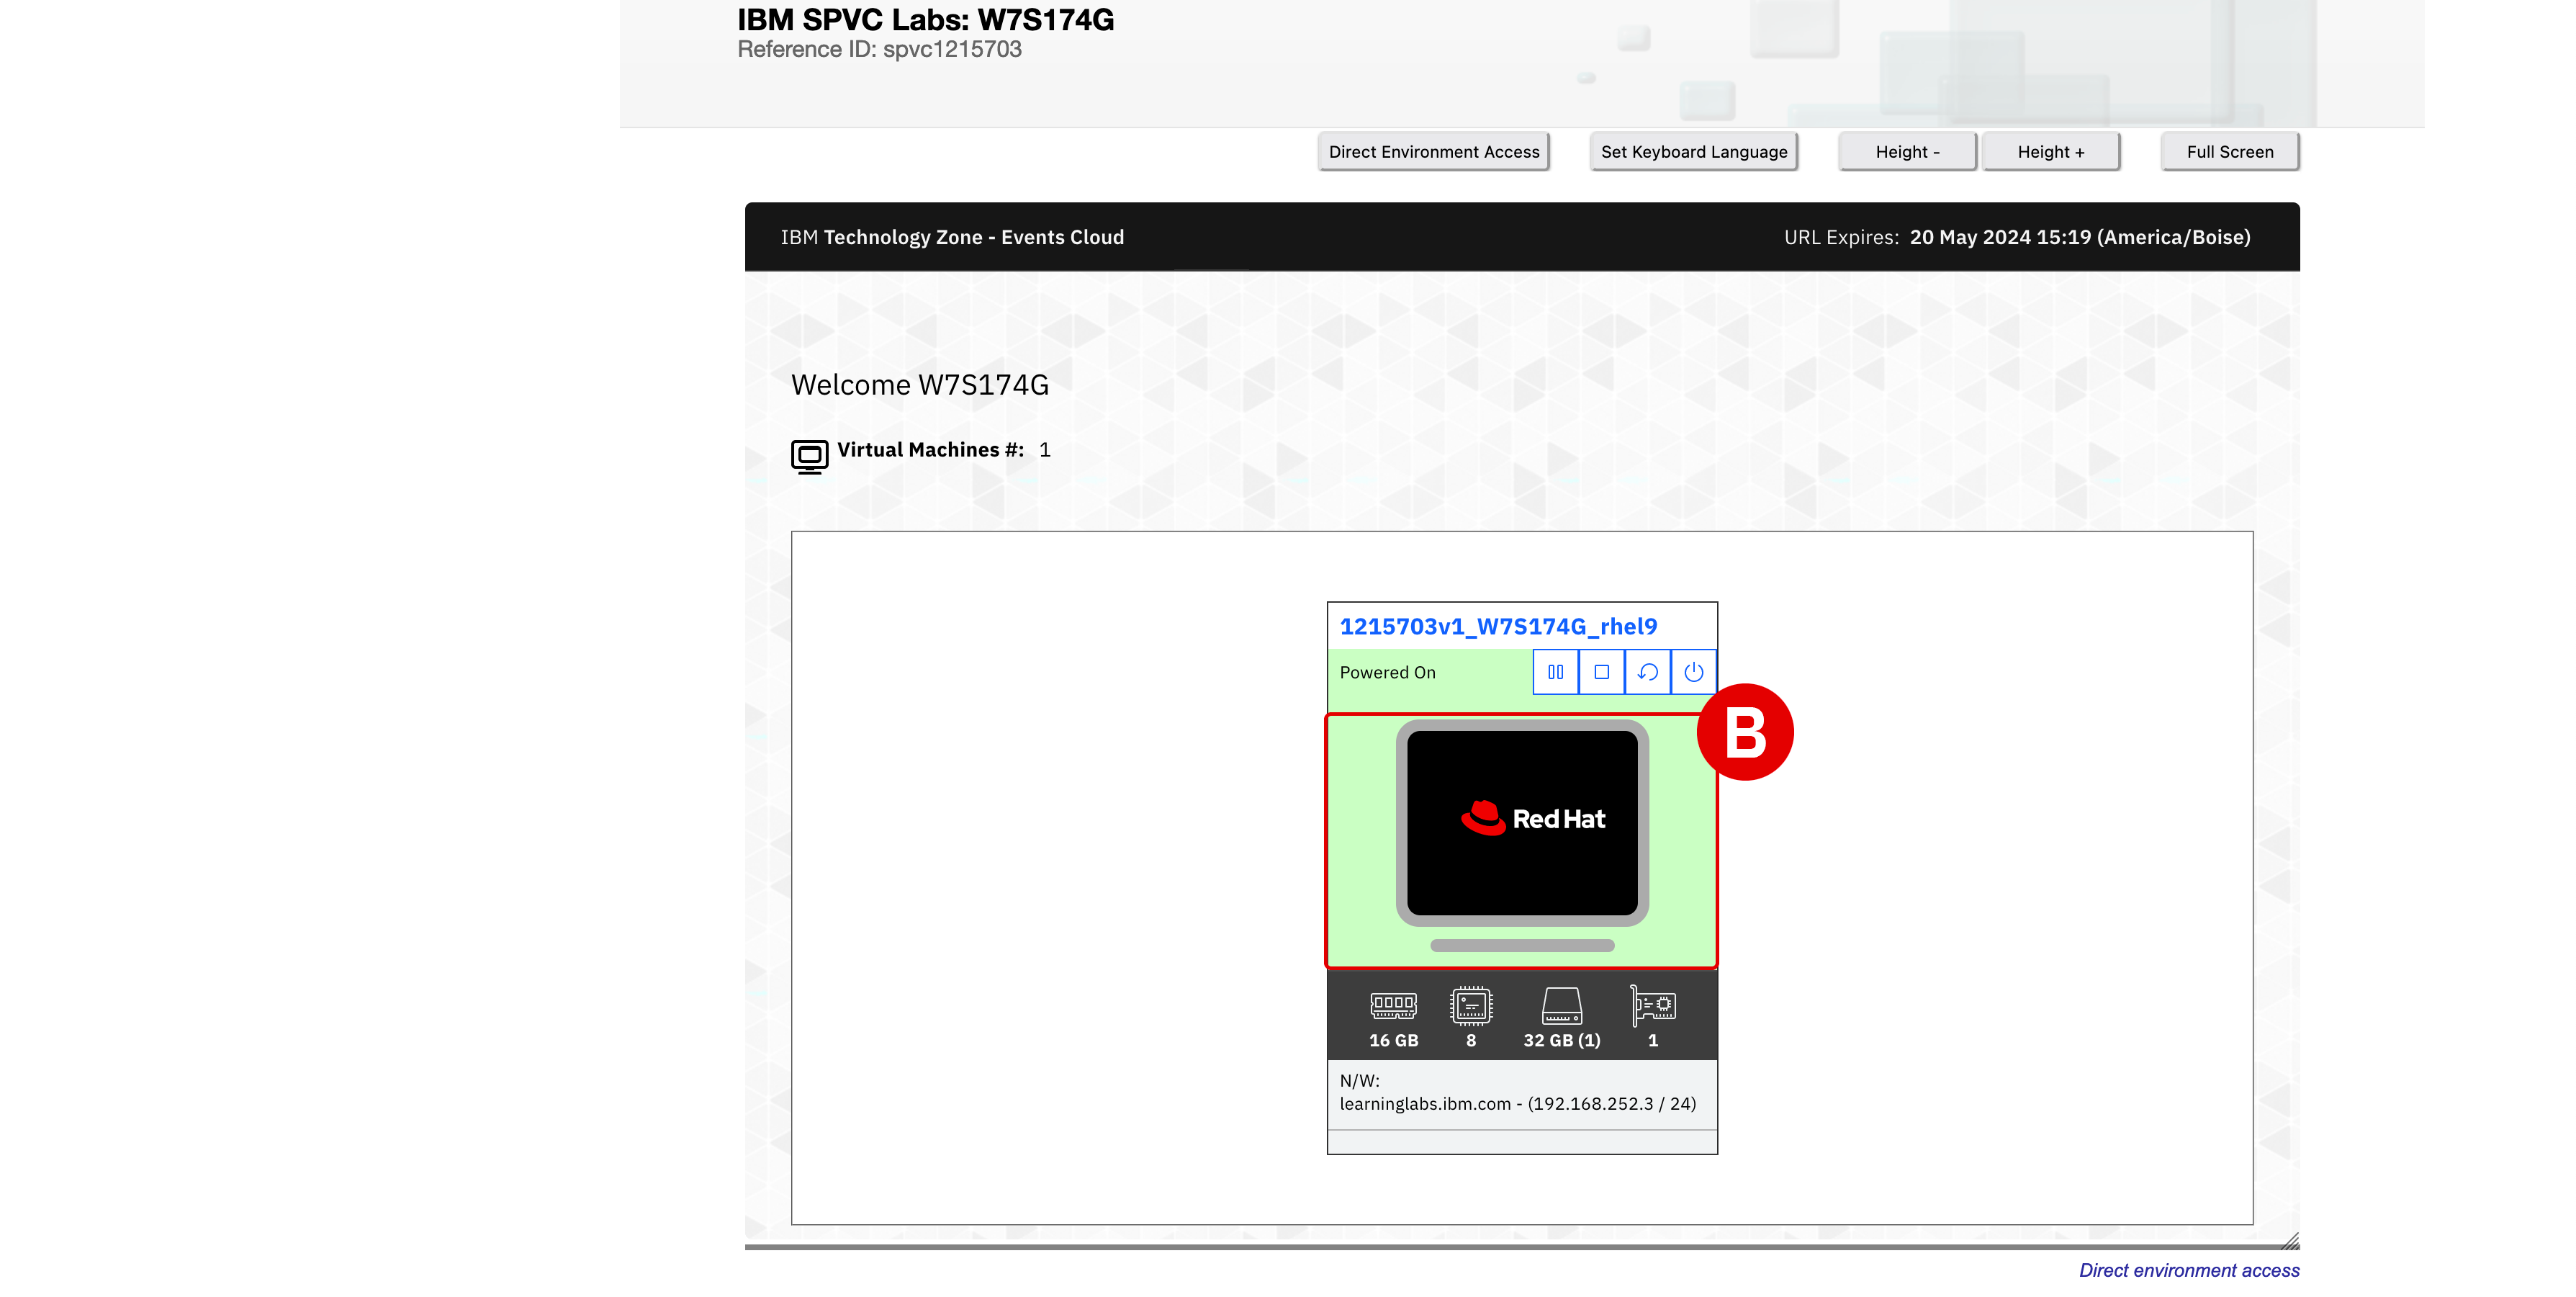 IBM SPVC Labs: W7S174G
Reference ID: spvc1215703
Direct Environment Access
Set Keyboard Language
Height -
Height +
Full Screen
IBM Technology Zone - Events Cloud
URL Expires: 20 May 2024 15:19 (America/Boise)
Welcome W7S174G
Virtual Machines #: 1
1215703v1_W7S174G_rhel9
Powered On
B
Red Hat
16 GB
8
32 GB (1)
1
N/W:
learninglabs.ibm.com - (192.168.252.3 / 24)
Direct environment access